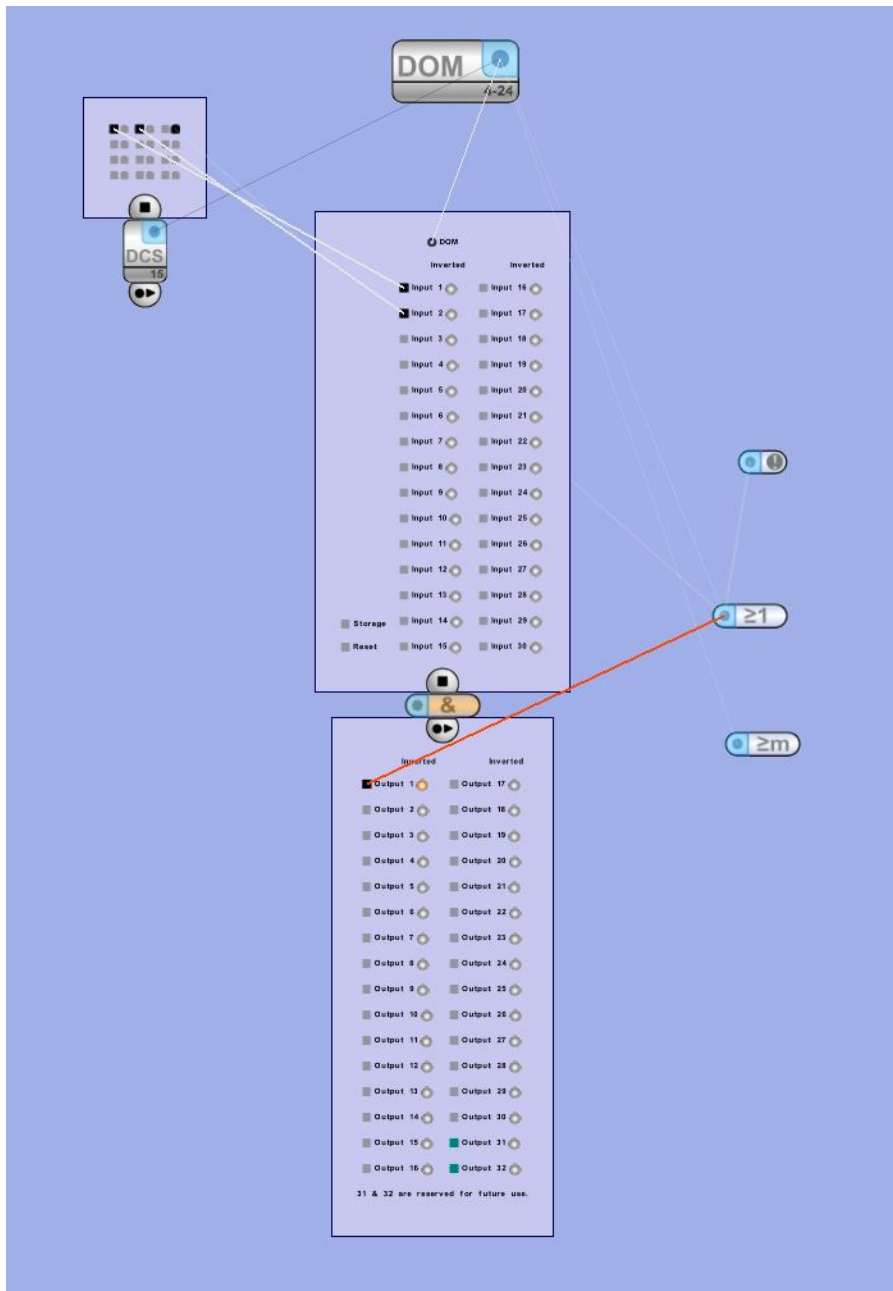 DOM
4-24
DCS
15
DOM
Inverted Inverted
Input 1 Input 16
Input 2 Input 17
Input 3 Input 18
Input 4 Input 19
Input 5 Input 20
Input 6 Input 21
Input 7 Input 22
Input 8 Input 23
Input 9 Input 24
Input 10 Input 25
Input 11 Input 26
Input 12 Input 27
Input 13 Input 28
Storage Input 14 Input 29
Reset Input 15 Input 30
&
!
≥1
≥m
Inverted Inverted
Output 1 Output 17
Output 2 Output 18
Output 3 Output 19
Output 4 Output 20
Output 5 Output 21
Output 6 Output 22
Output 7 Output 23
Output 8 Output 24
Output 9 Output 25
Output 10 Output 26
Output 11 Output 27
Output 12 Output 28
Output 13 Output 29
Output 14 Output 30
Output 15 Output 31
Output 16 Output 32
31 & 32 are reserved for future use.